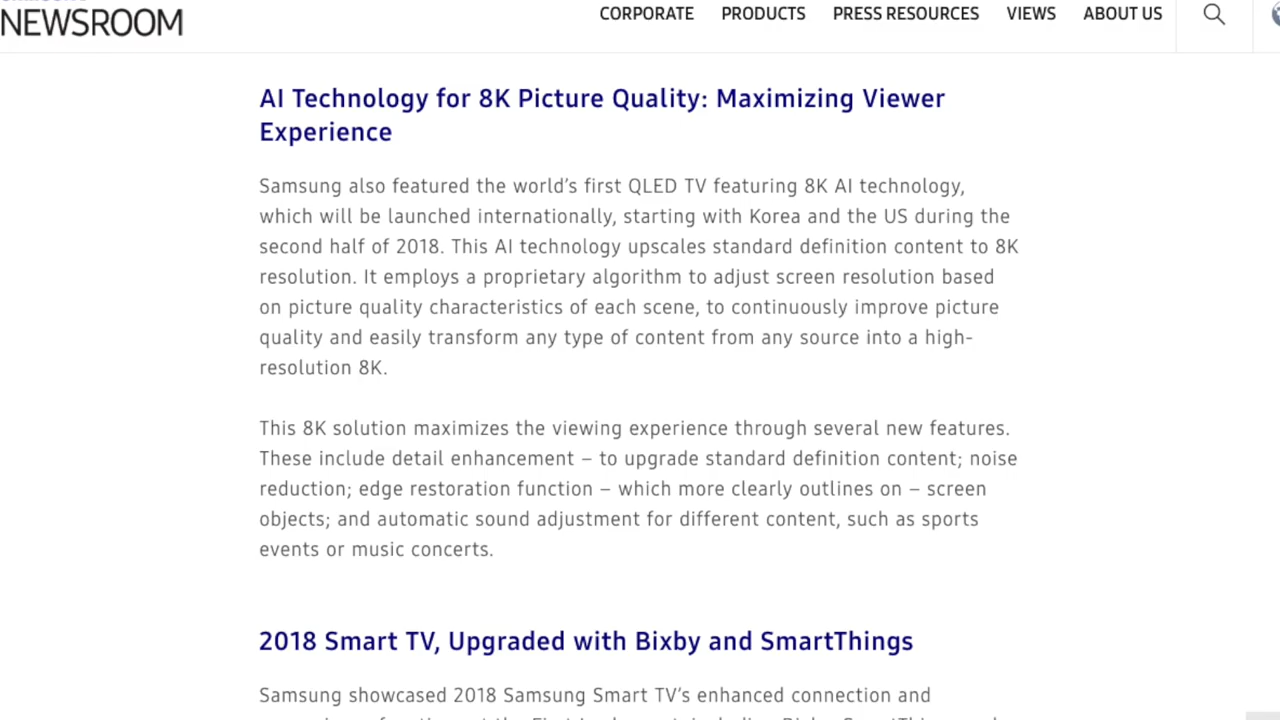 NEWSROOM
CORPORATE PRODUCTS PRESS RESOURCES VIEWS ABOUT US
AI Technology for 8K Picture Quality: Maximizing Viewer
Experience
Samsung also featured the world’s first QLED TV featuring 8K AI technology,
which will be launched internationally, starting with Korea and the US during the
second half of 2018. This AI technology upscales standard definition content to 8K
resolution. It employs a proprietary algorithm to adjust screen resolution based
on picture quality characteristics of each scene, to continuously improve picture
quality and easily transform any type of content from any source into a high-
resolution 8K.
This 8K solution maximizes the viewing experience through several new features.
These include detail enhancement – to upgrade standard definition content; noise
reduction; edge restoration function – which more clearly outlines on – screen
objects; and automatic sound adjustment for different content, such as sports
events or music concerts.
2018 Smart TV, Upgraded with Bixby and SmartThings
Samsung showcased 2018 Samsung Smart TV’s enhanced connection and